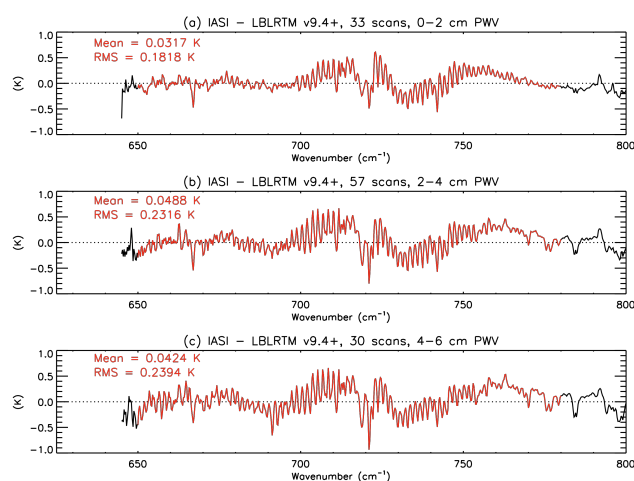 (a) IASI − LBLRTM v9.4+, 33 scans, 0−2 cm PWV
Mean = 0.0317 K
RMS = 0.1818 K
1.0
0.5
0.0
−0.5
−1.0
(K)
650 700 750 800
Wavenumber (cm⁻¹)
(b) IASI − LBLRTM v9.4+, 57 scans, 2−4 cm PWV
Mean = 0.0488 K
RMS = 0.2316 K
1.0
0.5
0.0
−0.5
−1.0
(K)
650 700 750 800
Wavenumber (cm⁻¹)
(c) IASI − LBLRTM v9.4+, 30 scans, 4−6 cm PWV
Mean = 0.0424 K
RMS = 0.2394 K
1.0
0.5
0.0
−0.5
−1.0
(K)
650 700 750 800
Wavenumber (cm⁻¹)